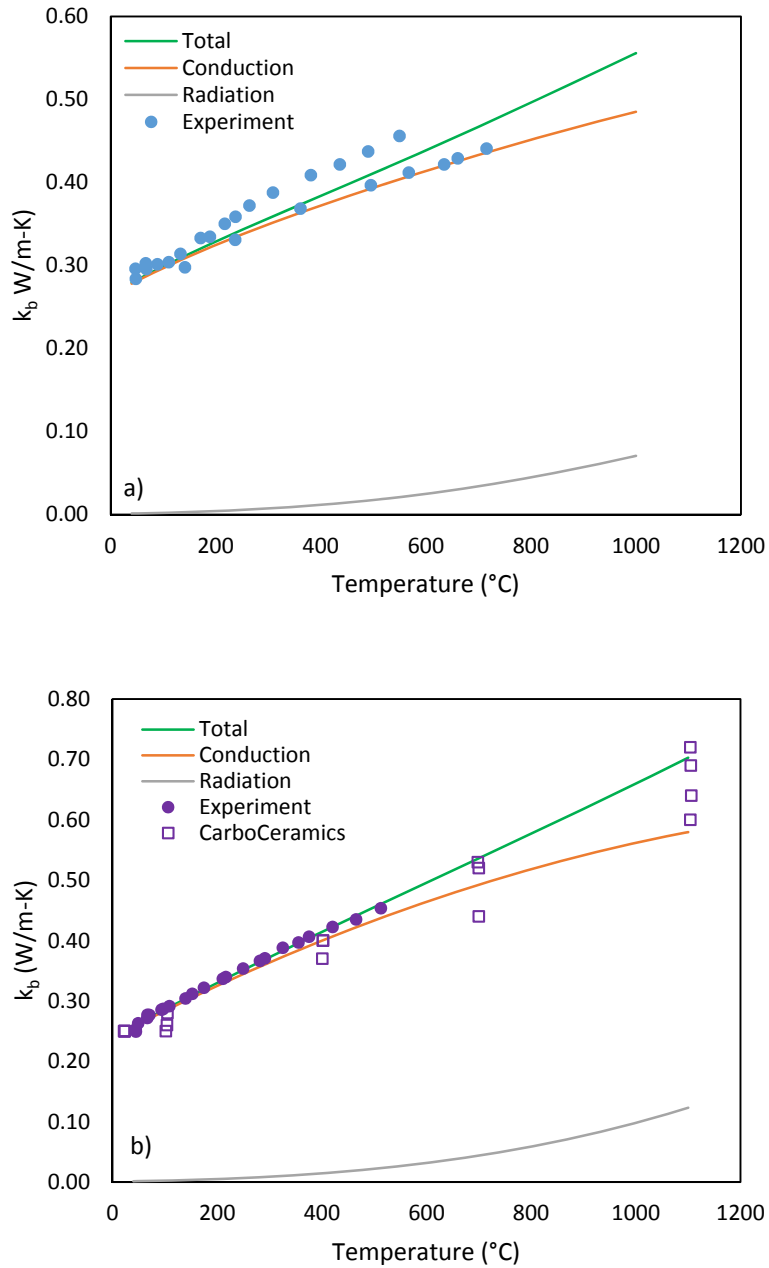 0.60
0.50
0.40
0.30
0.20
0.10
0.00
k_b W/m-K
Total
Conduction
Radiation
Experiment
a)
0 200 400 600 800 1000 1200
Temperature (°C)
0.80
0.70
0.60
0.50
0.40
0.30
0.20
0.10
0.00
k_b (W/m-K)
Total
Conduction
Radiation
Experiment
CarboCeramics
b)
0 200 400 600 800 1000 1200
Temperature (°C)